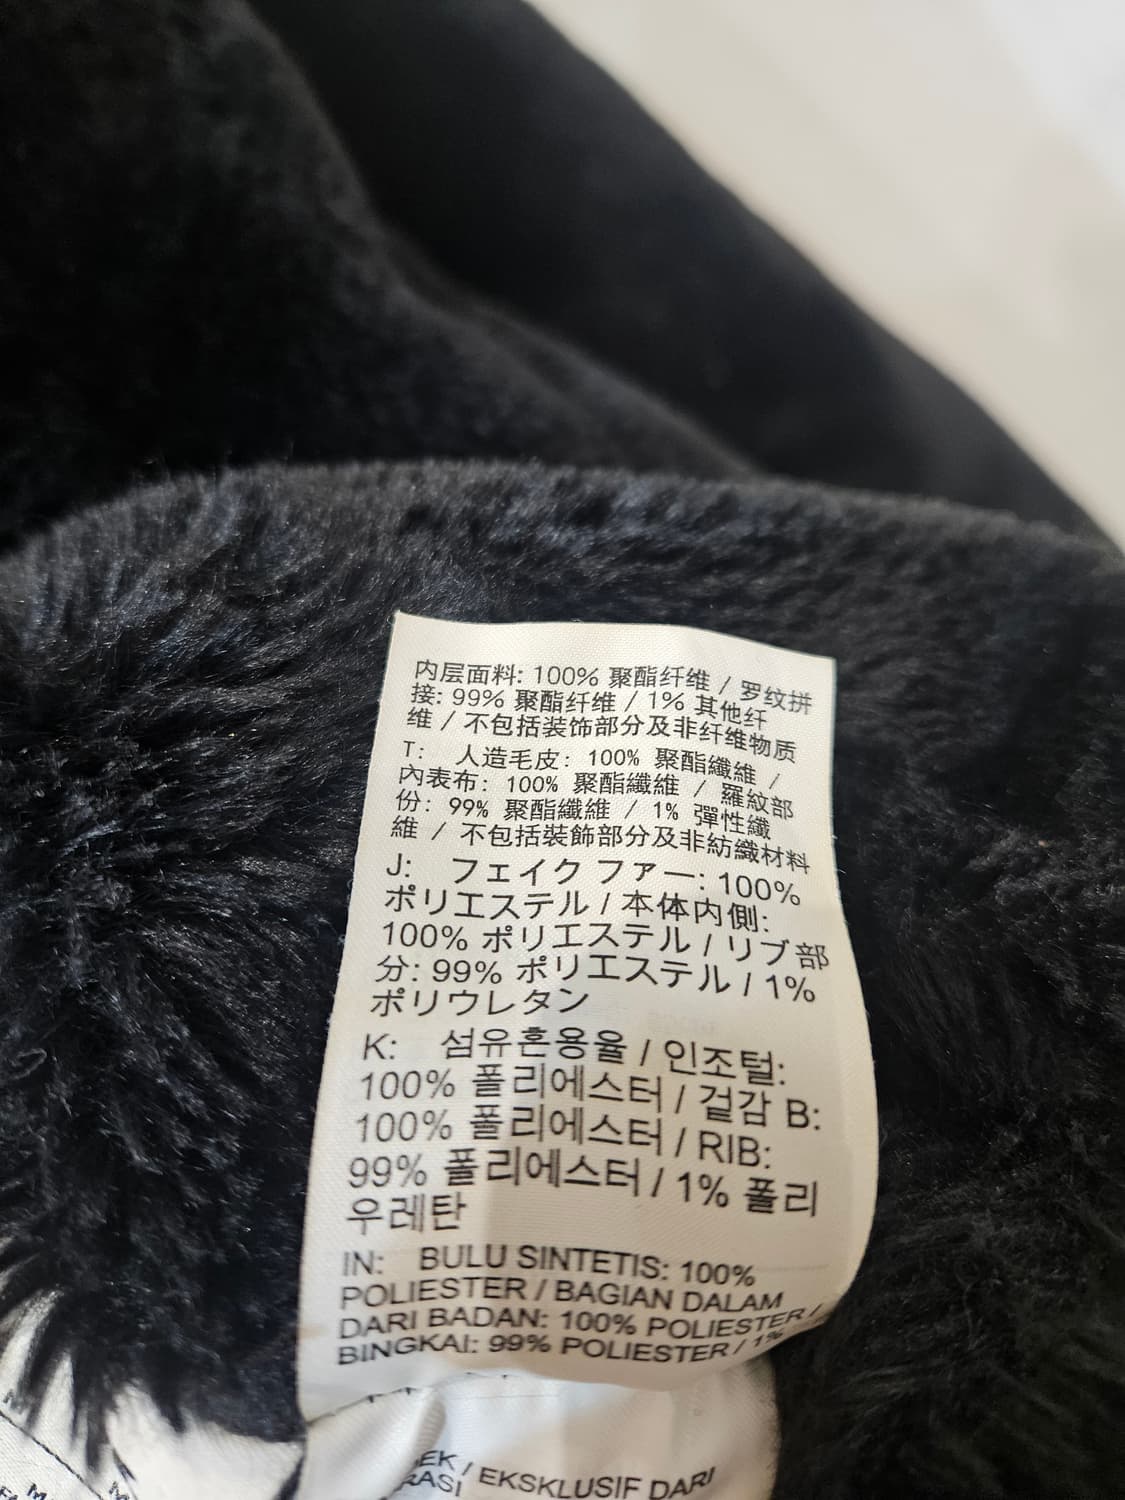 内层面料: 100% 聚酯纤维 / 罗纹拼
接: 99% 聚酯纤维 / 1% 其他纤
维 / 不包括装饰部分及非纤维物质
T: 人造毛皮: 100% 聚酯纖維 /
內表布: 100% 聚酯纖維 / 羅紋部
份: 99% 聚酯纖維 / 1% 彈性纖
維 / 不包括裝飾部分及非紡織材料
J: フェイク ファー: 100%
ポリエステル / 本体内側:
100% ポリエステル / リブ部
分: 99% ポリエステル / 1%
ポリウレタン
K: 섬유혼용율 / 인조털:
100% 폴리에스터 / 겉감 B:
100% 폴리에스터 / RIB:
99% 폴리에스터 / 1% 폴리
우레탄
IN: BULU SINTETIS: 100%
POLIESTER / BAGIAN DALAM
DARI BADAN: 100% POLIESTER /
BINGKAI: 99% POLIESTER / 1%
/ EKSKLUSIF DARI